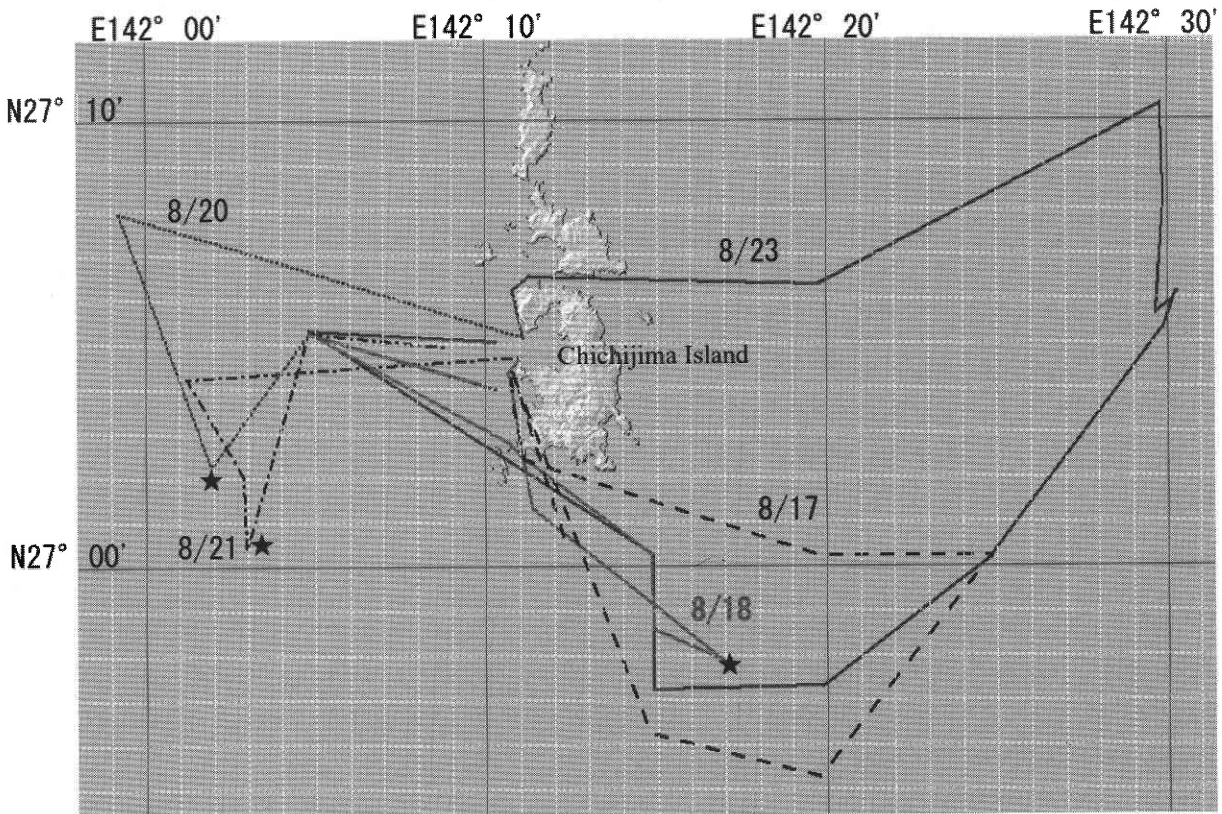 E142° 00' E142° 10' E142° 20' E142° 30'
N27° 10'
8/20
8/23
Chichijima Island
8/17
8/21
N27° 00'
8/18